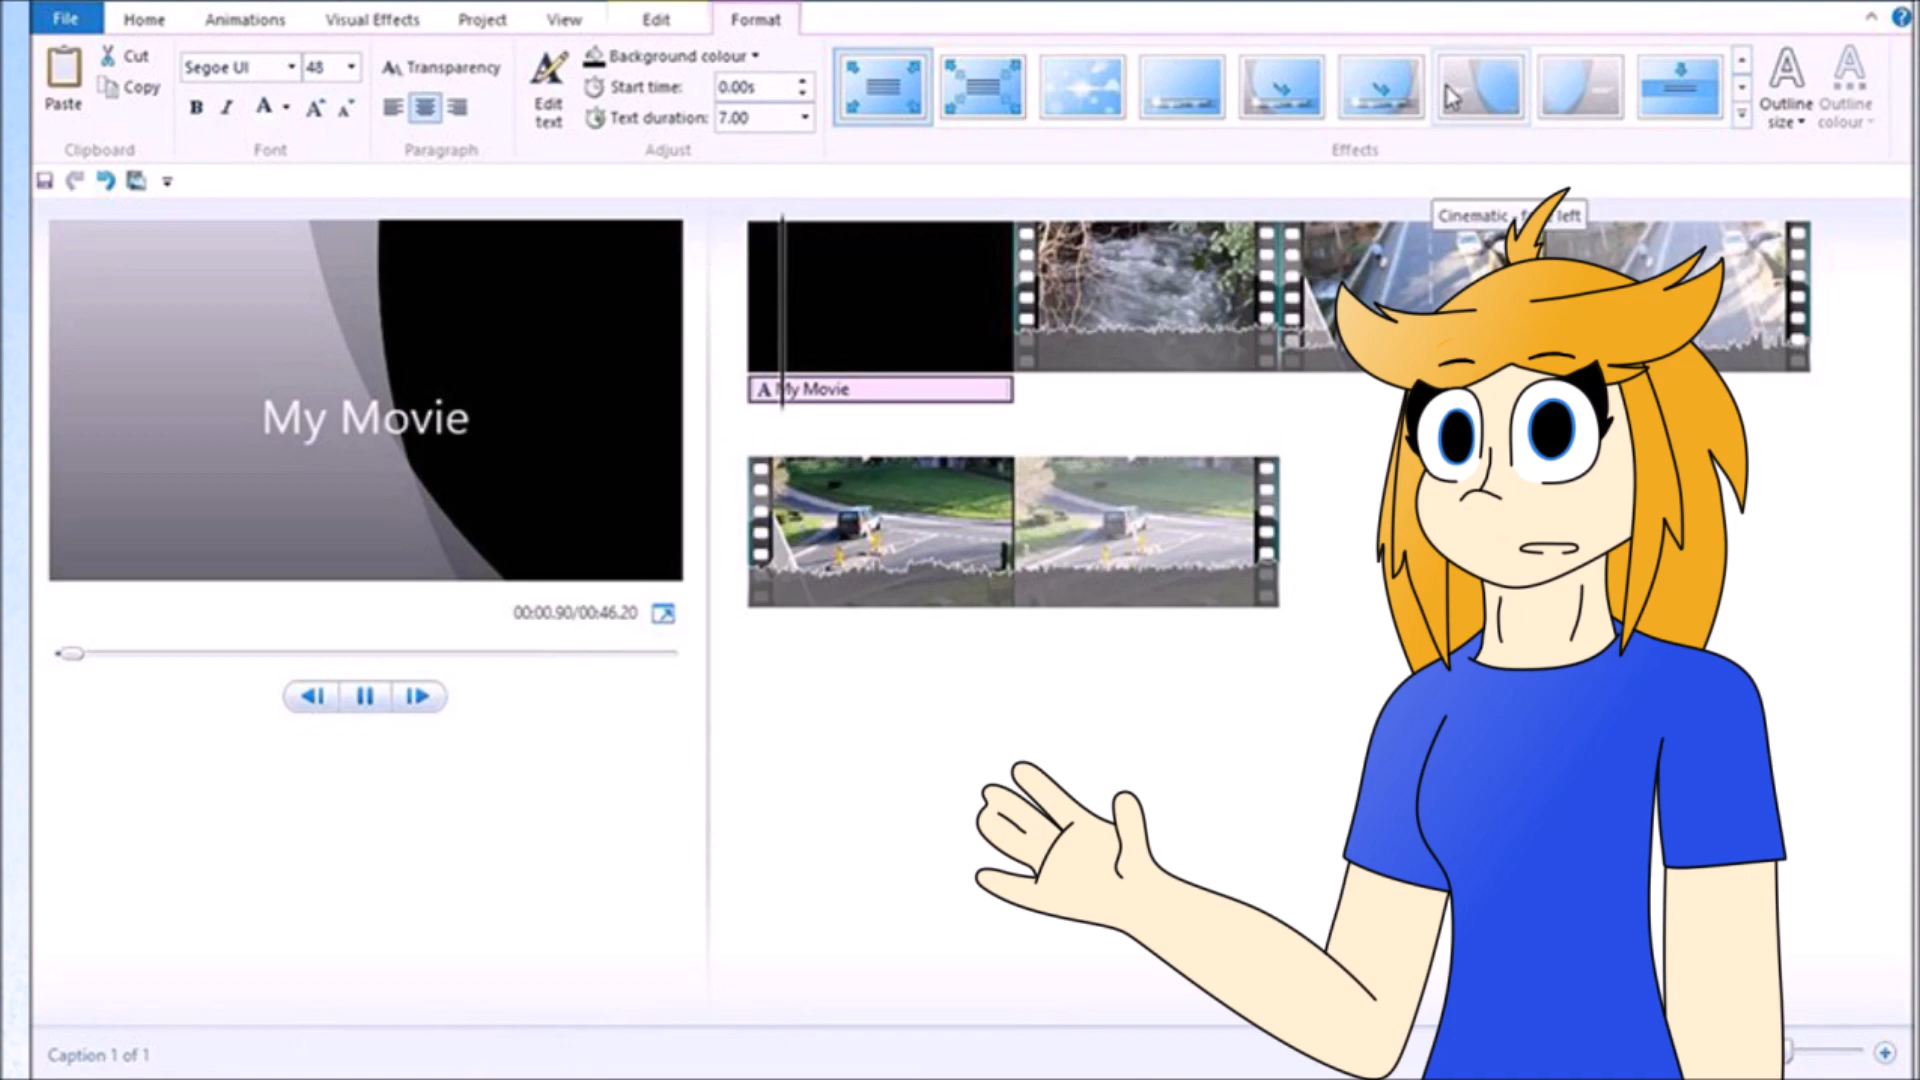 File Home Animations Visual Effects Project View Edit Format
Cut
Copy
Paste
Clipboard
Segoe UI 48
B I A A A
Font
Transparency
Paragraph
Edit text
Background colour
Start time: 0.00s
Text duration: 7.00
Adjust
Effects
Outline size
Outline colour
Cinematic - left
My Movie
A My Movie
00:00.90/00:46.20
Caption 1 of 1